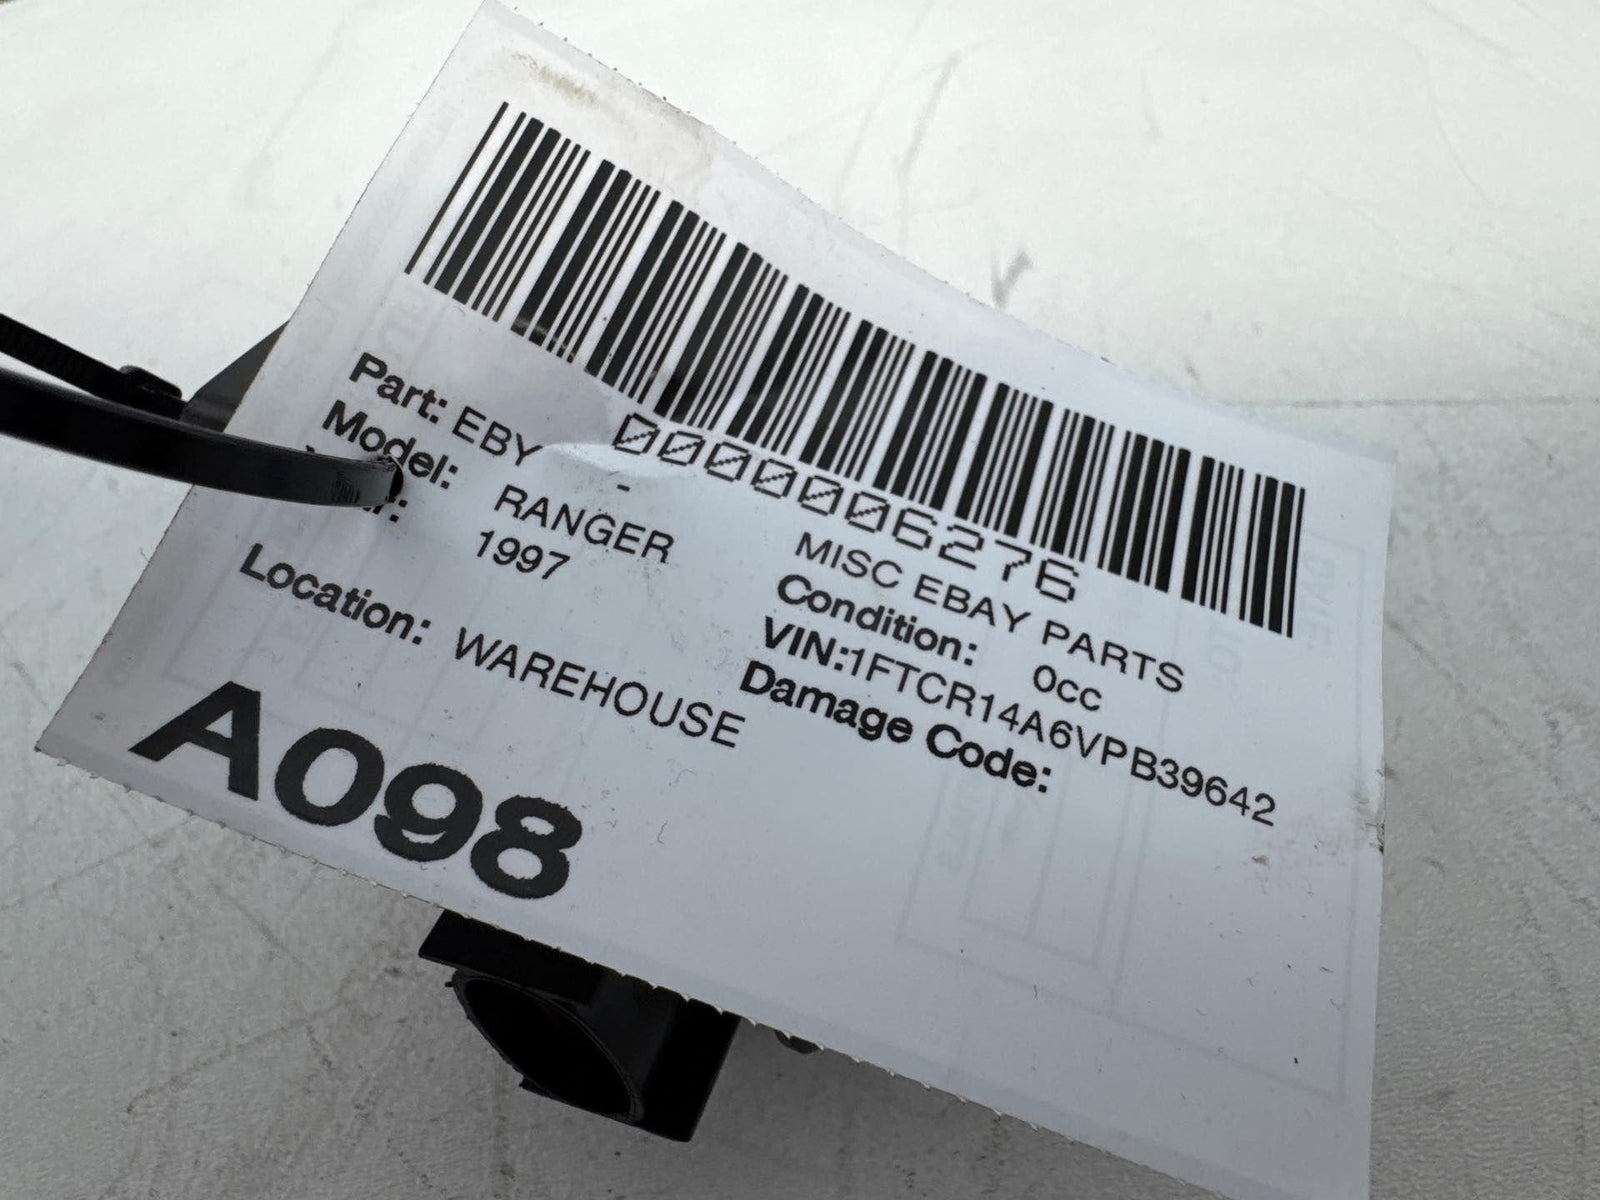 0000006276
Part: EBY - MISC EBAY PARTS
Model: RANGER Condition: 0cc
1997 VIN:1FTCR14A6VPB39642
Damage Code:
Location: WAREHOUSE
A098